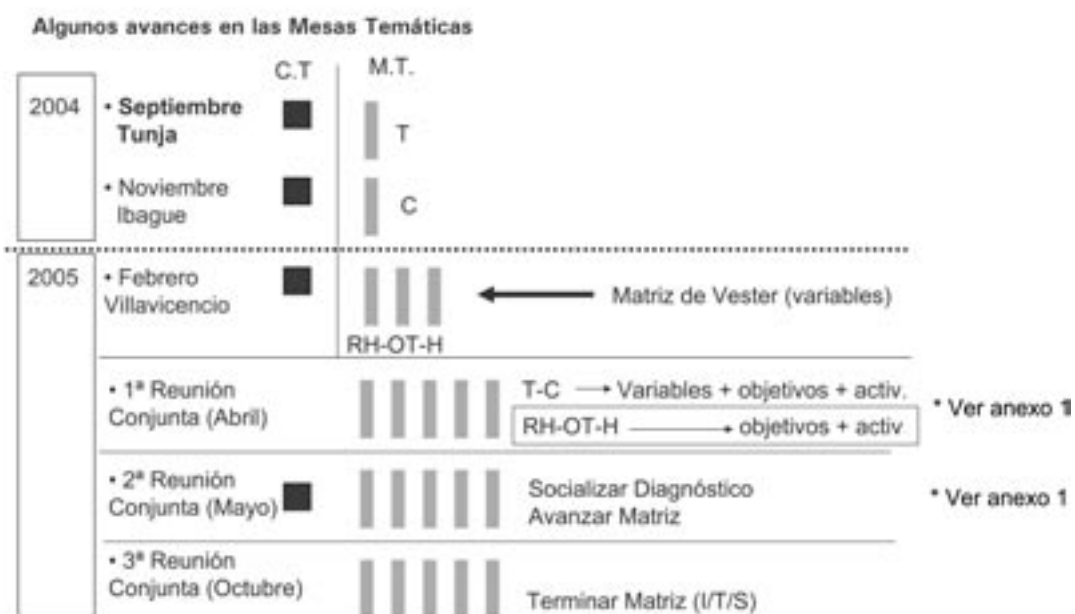 Algunos avances en las Mesas Temáticas
C.T
M.T.
2004
• Septiembre
Tunja
T
• Noviembre
Ibague
C
2005
• Febrero
Villavicencio
Matriz de Vester (variables)
RH-OT-H
• 1ª Reunión
Conjunta (Abril)
T-C → Variables + objetivos + activ.
RH-OT-H → objetivos + activ
* Ver anexo 1
• 2ª Reunión
Conjunta (Mayo)
Socializar Diagnóstico
Avanzar Matriz
* Ver anexo 1
• 3ª Reunión
Conjunta (Octubre)
Terminar Matriz (I/T/S)